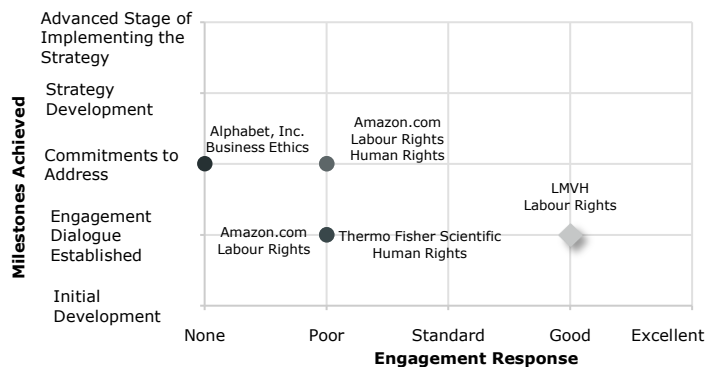 Advanced Stage of
Implementing the
Strategy
Strategy
Development
Commitments to
Address
Engagement
Dialogue
Established
Initial
Development
Milestones Achieved
Alphabet, Inc.
Business Ethics
Amazon.com
Labour Rights
Human Rights
LMVH
Labour Rights
Amazon.com
Labour Rights
Thermo Fisher Scientific
Human Rights
None
Poor
Standard
Good
Excellent
Engagement Response